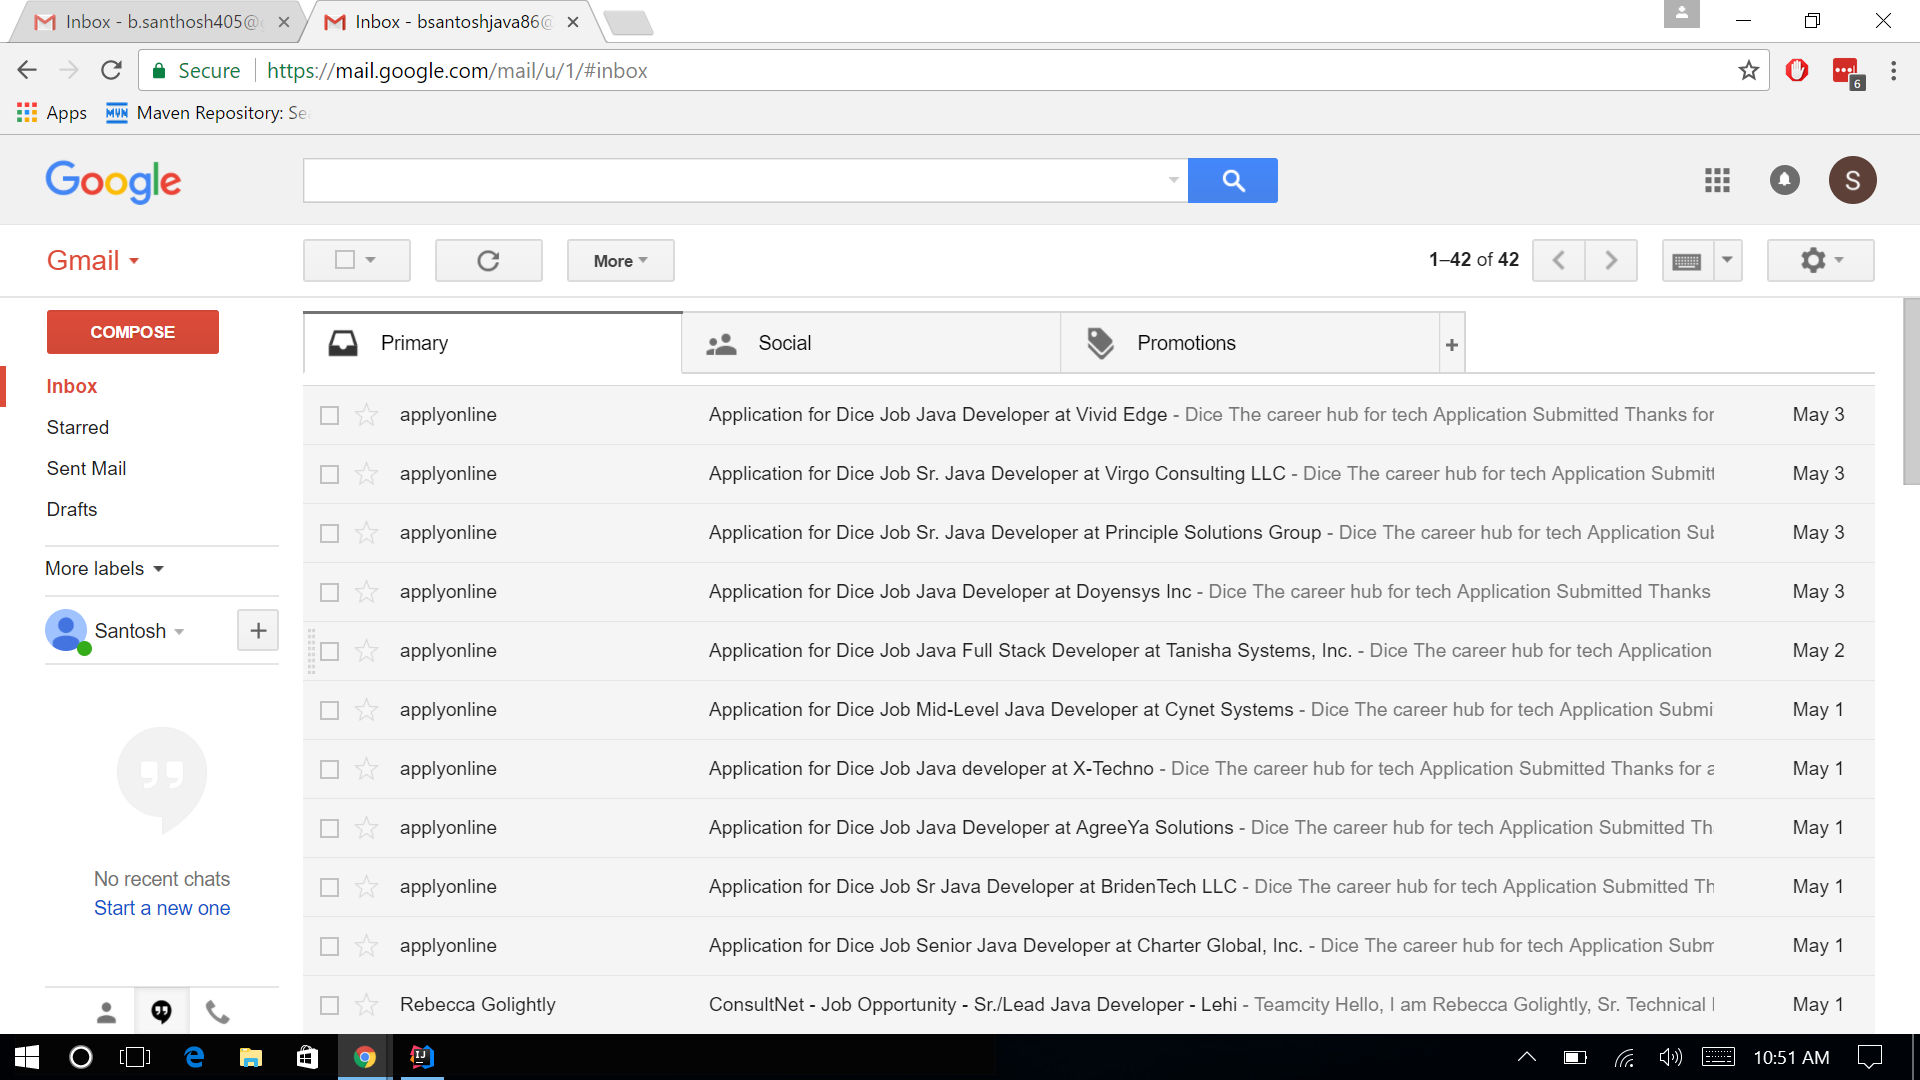 Inbox - b.santhosh405@
Inbox - bsantoshjava86@
Secure https://mail.google.com/mail/u/1/#inbox
6
Apps MVN Maven Repository: Se
Google
S
Gmail
More
1–42 of 42
COMPOSE
Primary
Social
Promotions
+
Inbox
Starred
Sent Mail
Drafts
More labels
Santosh
No recent chats
Start a new one
applyonline Application for Dice Job Java Developer at Vivid Edge - Dice The career hub for tech Application Submitted Thanks for May 3
applyonline Application for Dice Job Sr. Java Developer at Virgo Consulting LLC - Dice The career hub for tech Application Submitt May 3
applyonline Application for Dice Job Sr. Java Developer at Principle Solutions Group - Dice The career hub for tech Application Sub May 3
applyonline Application for Dice Job Java Developer at Doyensys Inc - Dice The career hub for tech Application Submitted Thanks May 3
applyonline Application for Dice Job Java Full Stack Developer at Tanisha Systems, Inc. - Dice The career hub for tech Application May 2
applyonline Application for Dice Job Mid-Level Java Developer at Cynet Systems - Dice The career hub for tech Application Submi May 1
applyonline Application for Dice Job Java developer at X-Techno - Dice The career hub for tech Application Submitted Thanks for a May 1
applyonline Application for Dice Job Java Developer at AgreeYa Solutions - Dice The career hub for tech Application Submitted Th May 1
applyonline Application for Dice Job Sr Java Developer at BridenTech LLC - Dice The career hub for tech Application Submitted Th May 1
applyonline Application for Dice Job Senior Java Developer at Charter Global, Inc. - Dice The career hub for tech Application Subm May 1
Rebecca Golightly ConsultNet - Job Opportunity - Sr./Lead Java Developer - Lehi - Teamcity Hello, I am Rebecca Golightly, Sr. Technical May 1
IJ
10:51 AM